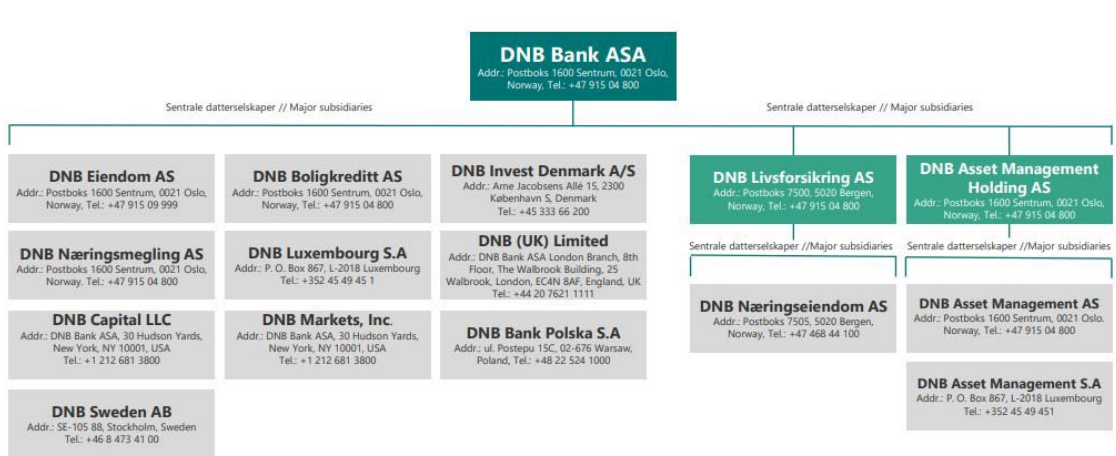 DNB Bank ASA
Addr.: Postboks 1600 Sentrum, 0021 Oslo,
Norway, Tel.: +47 915 04 800
Sentrale datterselskaper // Major subsidiaries
Sentrale datterselskaper // Major subsidiaries
DNB Eiendom AS
Addr.: Postboks 1600 Sentrum, 0021 Oslo,
Norway, Tel.: +47 915 09 999
DNB Boligkreditt AS
Addr.: Postboks 1600 Sentrum, 0021 Oslo,
Norway, Tel.: +47 915 04 800
DNB Invest Denmark A/S
Addr.: Arne Jacobsens Allé 15, 2300
København S, Denmark
Tel.: +45 333 66 200
DNB Livsforsikring AS
Addr.: Postboks 7500, 5020 Bergen,
Norway, Tel.: +47 915 04 800
DNB Asset Management
Holding AS
Addr.: Postboks 1600 Sentrum, 0021 Oslo,
Norway, Tel.: +47 915 04 800
DNB Næringsmegling AS
Addr.: Postboks 1600 Sentrum, 0021 Oslo,
Norway. Tel.: +47 915 04 800
DNB Luxembourg S.A
Addr.: P. O. Box 867, L-2018 Luxembourg
Tel.: +352 45 49 45 1
DNB (UK) Limited
Addr.: DNB Bank ASA London Branch, 8th
Floor, The Walbrook Building, 25
Walbrook, London, EC4N 8AF, England, UK
Tel.: +44 20 7621 1111
Sentrale datterselskaper //Major subsidiaries
Sentrale datterselskaper //Major subsidiaries
DNB Capital LLC
Addr.: DNB Bank ASA, 30 Hudson Yards,
New York, NY 10001, USA
Tel.: +1 212 681 3800
DNB Markets, Inc.
Addr.: DNB Bank ASA, 30 Hudson Yards,
New York, NY 10001, USA
Tel.: +1 212 681 3800
DNB Bank Polska S.A
Addr.: ul. Postepu 15C, 02-676 Warsaw,
Poland, Tel.: +48 22 524 1000
DNB Næringseiendom AS
Addr.: Postboks 7505, 5020 Bergen,
Norway, Tel.: +47 468 44 100
DNB Asset Management AS
Addr.: Postboks 1600 Sentrum, 0021 Oslo.
Norway, Tel.: +47 915 04 800
DNB Sweden AB
Addr.: SE-105 88, Stockholm, Sweden
Tel.: +46 8 473 41 00
DNB Asset Management S.A
Addr.: P. O. Box 867, L-2018 Luxembourg
Tel.: +352 45 49 451